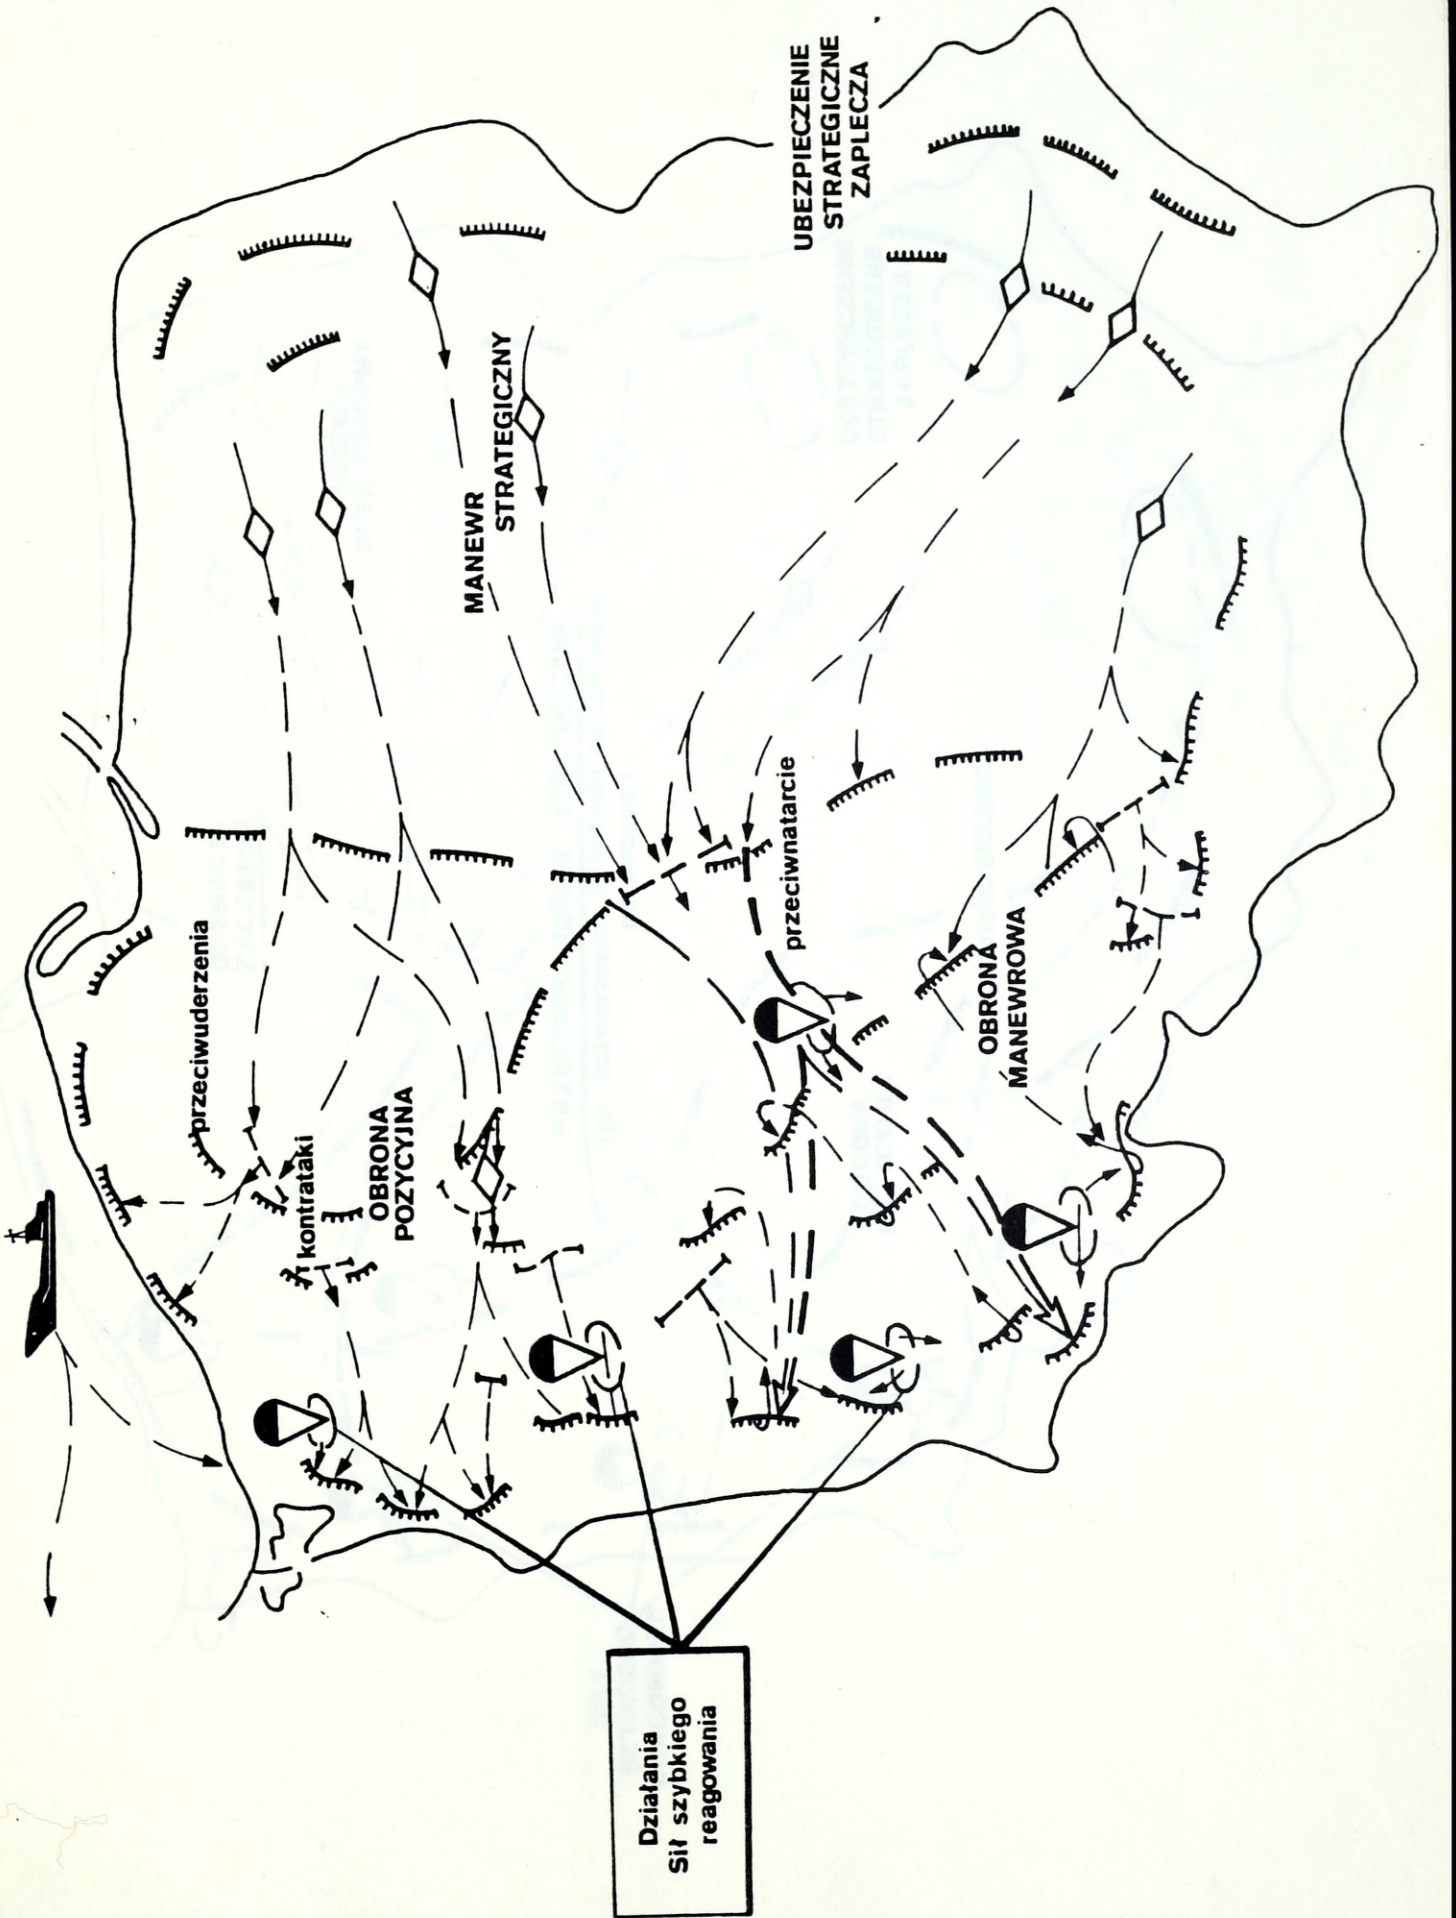 UBEZPIECZENIE
STRATEGICZNE
ZAPLECZA
MANEWR
STRATEGICZNY
przeciwuderzenia
kontrataki
OBRONA
POZYCYJNA
przeciwnatarcie
OBRONA
MANEWROWA
Działania
Sił szybkiego
reagowania